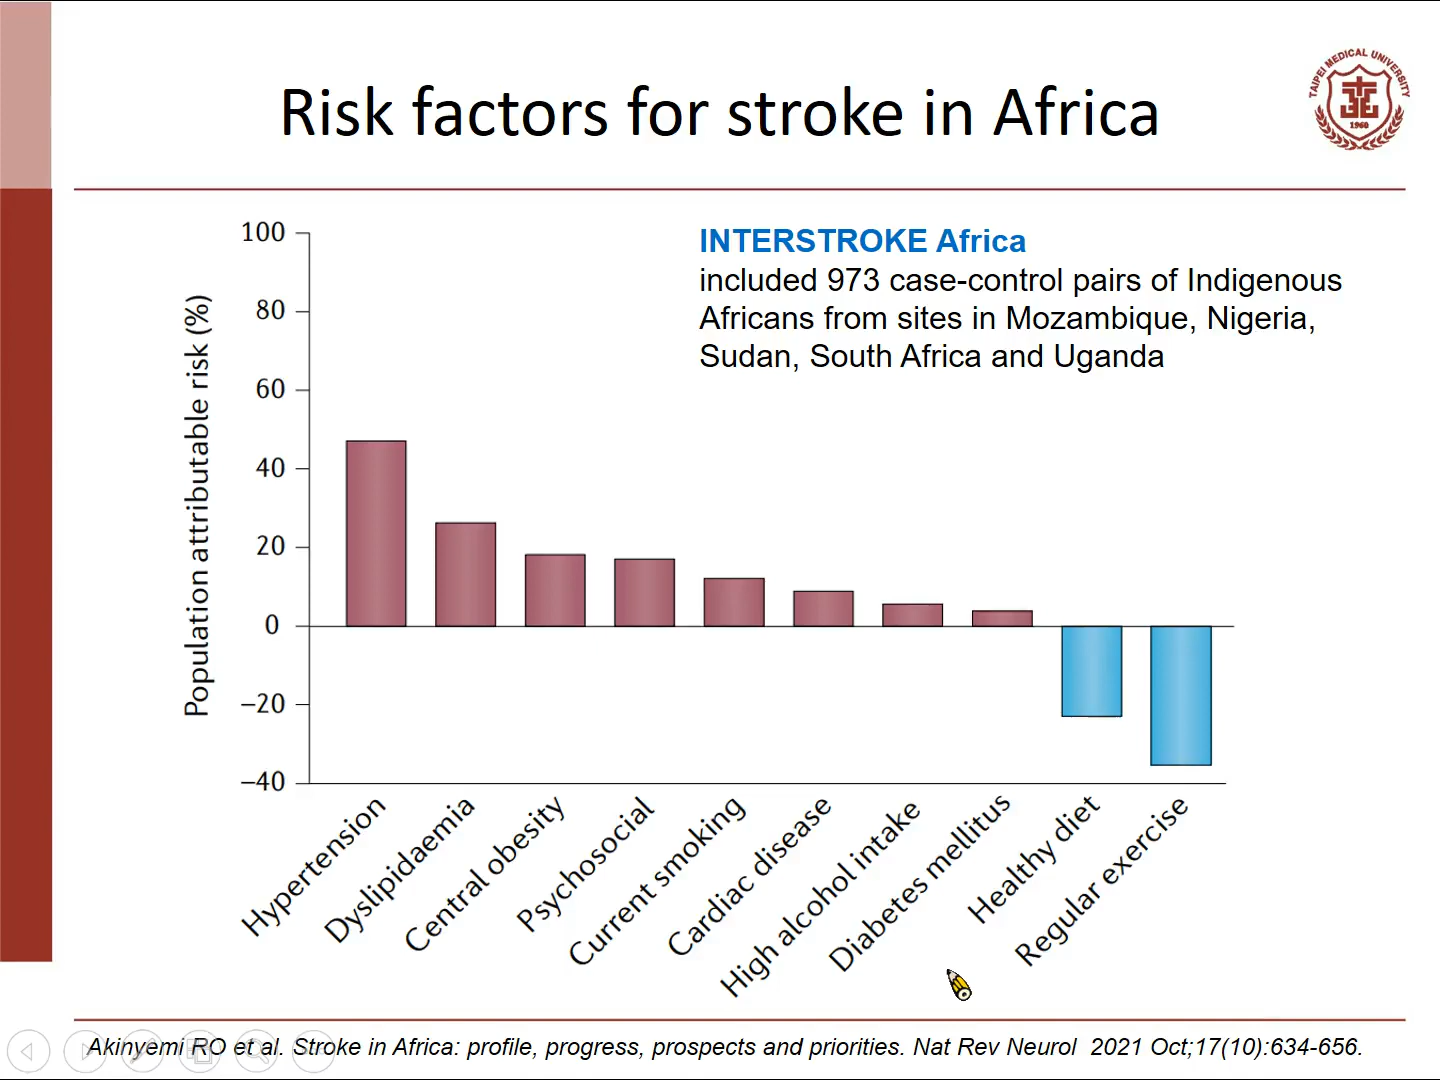 Risk factors for stroke in Africa
TAIPEI MEDICAL UNIVERSITY
1960
INTERSTROKE Africa
included 973 case-control pairs of Indigenous
Africans from sites in Mozambique, Nigeria,
Sudan, South Africa and Uganda
Population attributable risk (%)
100
80
60
40
20
0
–20
–40
Hypertension
Dyslipidaemia
Central obesity
Psychosocial
Current smoking
Cardiac disease
High alcohol intake
Diabetes mellitus
Healthy diet
Regular exercise
Akinyemi RO et al. Stroke in Africa: profile, progress, prospects and priorities. Nat Rev Neurol 2021 Oct;17(10):634-656.